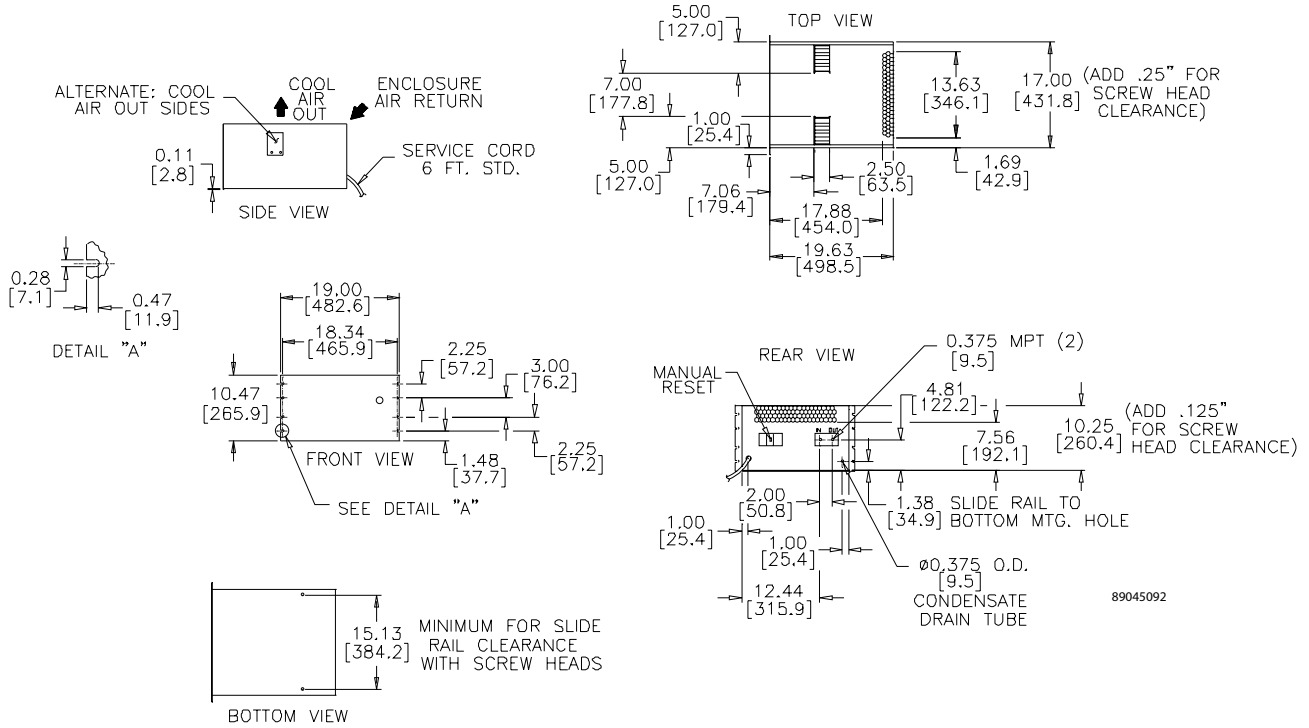 ALTERNATE: COOL
AIR OUT SIDES
COOL
AIR
OUT
ENCLOSURE
AIR RETURN
0.11
[2.8]
SERVICE CORD
6 FT. STD.
SIDE VIEW
5.00
[127.0]
TOP VIEW
7.00
[177.8]
1.00
[25.4]
5.00
[127.0]
7.06
[179.4]
2.50
[63.5]
17.88
[454.0]
19.63
[498.5]
13.63
[346.1]
17.00
[431.8]
(ADD .25" FOR
SCREW HEAD
CLEARANCE)
1.69
[42.9]
0.28
[7.1]
0.47
[11.9]
DETAIL "A"
19.00
[482.6]
18.34
[465.9]
2.25
[57.2]
3.00
[76.2]
10.47
[265.9]
FRONT VIEW
1.48
[37.7]
2.25
[57.2]
SEE DETAIL "A"
REAR VIEW
0.375 MPT (2)
[9.5]
MANUAL
RESET
IN OUT
4.81
[122.2]
7.56
[192.1]
10.25
[260.4]
(ADD .125"
FOR SCREW
HEAD CLEARANCE)
2.00
[50.8]
1.38
[34.9]
SLIDE RAIL TO
BOTTOM MTG. HOLE
1.00
[25.4]
1.00
[25.4]
12.44
[315.9]
ø0.375 O.D.
[9.5]
CONDENSATE
DRAIN TUBE
89045092
15.13
[384.2]
MINIMUM FOR SLIDE
RAIL CLEARANCE
WITH SCREW HEADS
BOTTOM VIEW